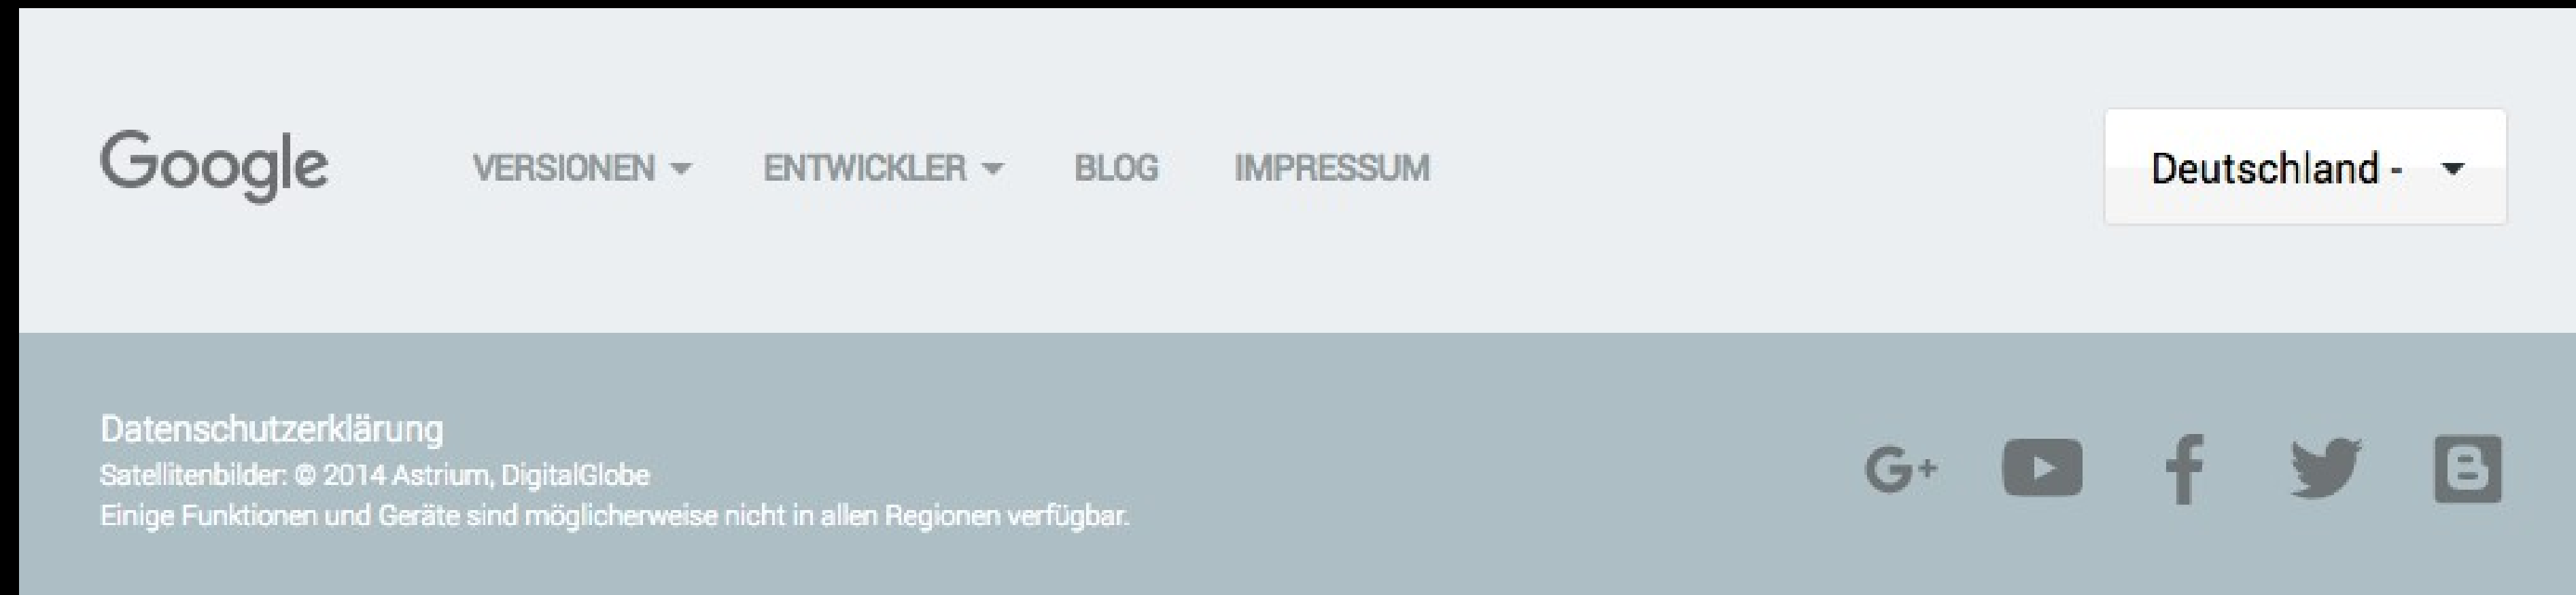 Google VERSIONEN ENTWICKLER BLOG IMPRESSUM Deutschland -
Datenschutzerklärung
Satellitenbilder: © 2014 Astrium, DigitalGlobe
Einige Funktionen und Geräte sind möglicherweise nicht in allen Regionen verfügbar.
G+